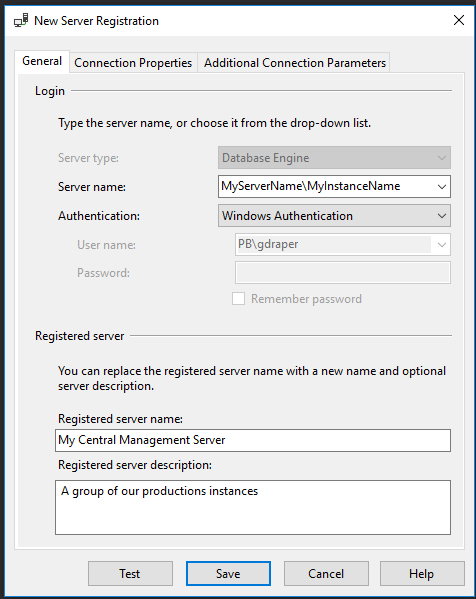 New Server Registration
General
Connection Properties
Additional Connection Parameters
Login
Type the server name, or choose it from the drop-down list.
Server type:
Database Engine
Server name:
MyServerName\MyInstanceName
Authentication:
Windows Authentication
User name:
PB\gdraper
Password:
Remember password
Registered server
You can replace the registered server name with a new name and optional
server description.
Registered server name:
My Central Management Server
Registered server description:
A group of our productions instances
Test
Save
Cancel
Help